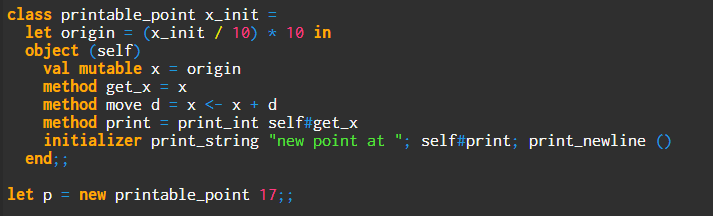 class printable_point x_init =
  let origin = (x_init / 10) * 10 in
  object (self)
    val mutable x = origin
    method get_x = x
    method move d = x <- x + d
    method print = print_int self#get_x
    initializer print_string "new point at "; self#print; print_newline ()
  end;;

let p = new printable_point 17;;